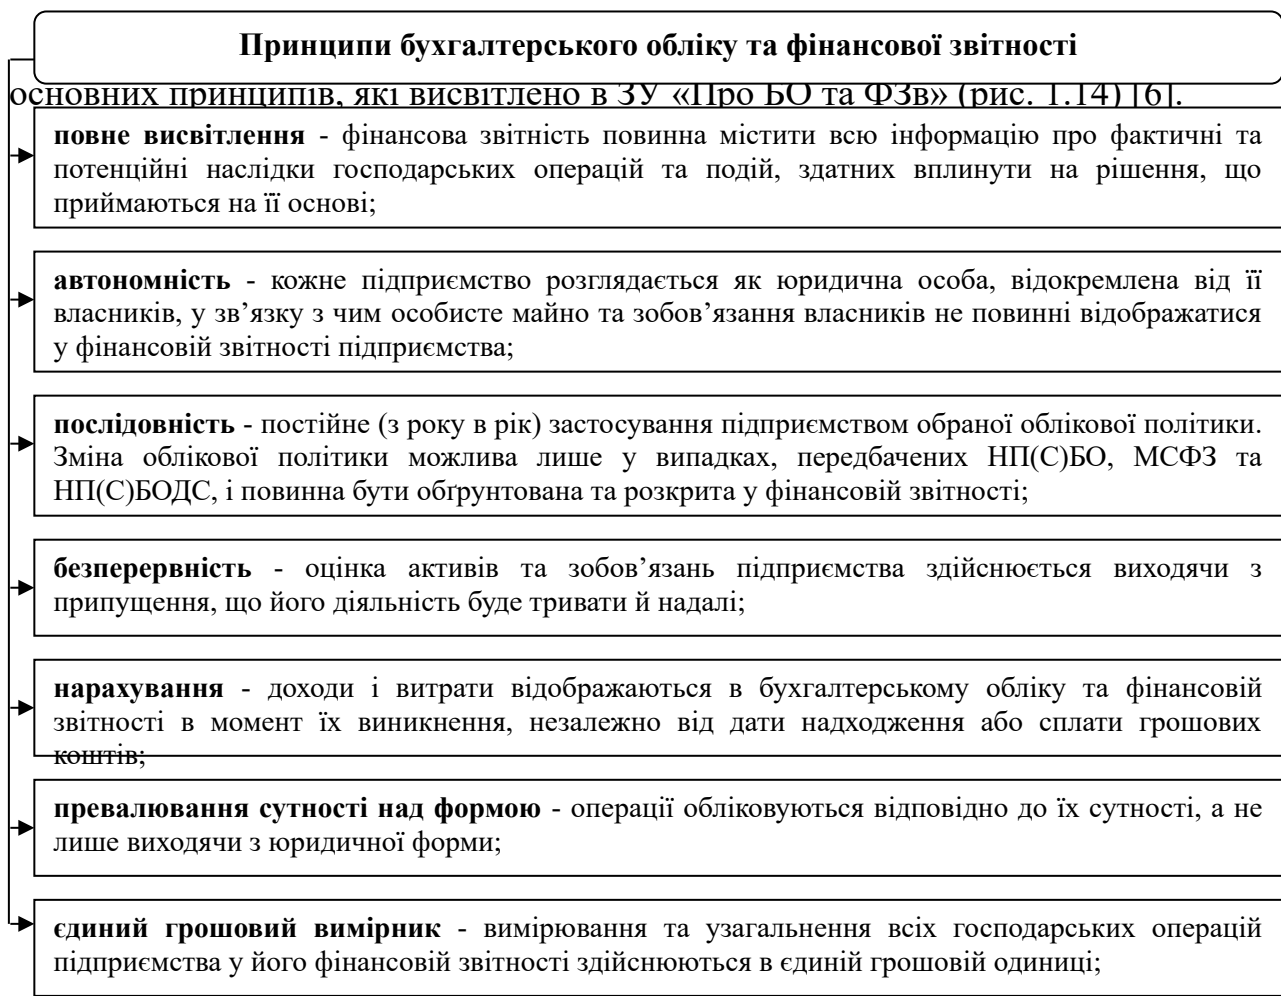 Принципи бухгалтерського обліку та фінансової звітності
основних принципів, які висвітлено в ЗУ «Про БО та ФЗв» (рис. 1.14) [6].
повне висвітлення - фінансова звітність повинна містити всю інформацію про фактичні та
потенційні наслідки господарських операцій та подій, здатних вплинути на рішення, що
приймаються на її основі;
автономність - кожне підприємство розглядається як юридична особа, відокремлена від її
власників, у зв’язку з чим особисте майно та зобов’язання власників не повинні відображатися
у фінансовій звітності підприємства;
послідовність - постійне (з року в рік) застосування підприємством обраної облікової політики.
Зміна облікової політики можлива лише у випадках, передбачених НП(С)БО, МСФЗ та
НП(С)БОДС, і повинна бути обґрунтована та розкрита у фінансовій звітності;
безперервність - оцінка активів та зобов’язань підприємства здійснюється виходячи з
припущення, що його діяльність буде тривати й надалі;
нарахування - доходи і витрати відображаються в бухгалтерському обліку та фінансовій
звітності в момент їх виникнення, незалежно від дати надходження або сплати грошових
коштів;
превалювання сутності над формою - операції обліковуються відповідно до їх сутності, а не
лише виходячи з юридичної форми;
єдиний грошовий вимірник - вимірювання та узагальнення всіх господарських операцій
підприємства у його фінансовій звітності здійснюються в єдиній грошовій одиниці;